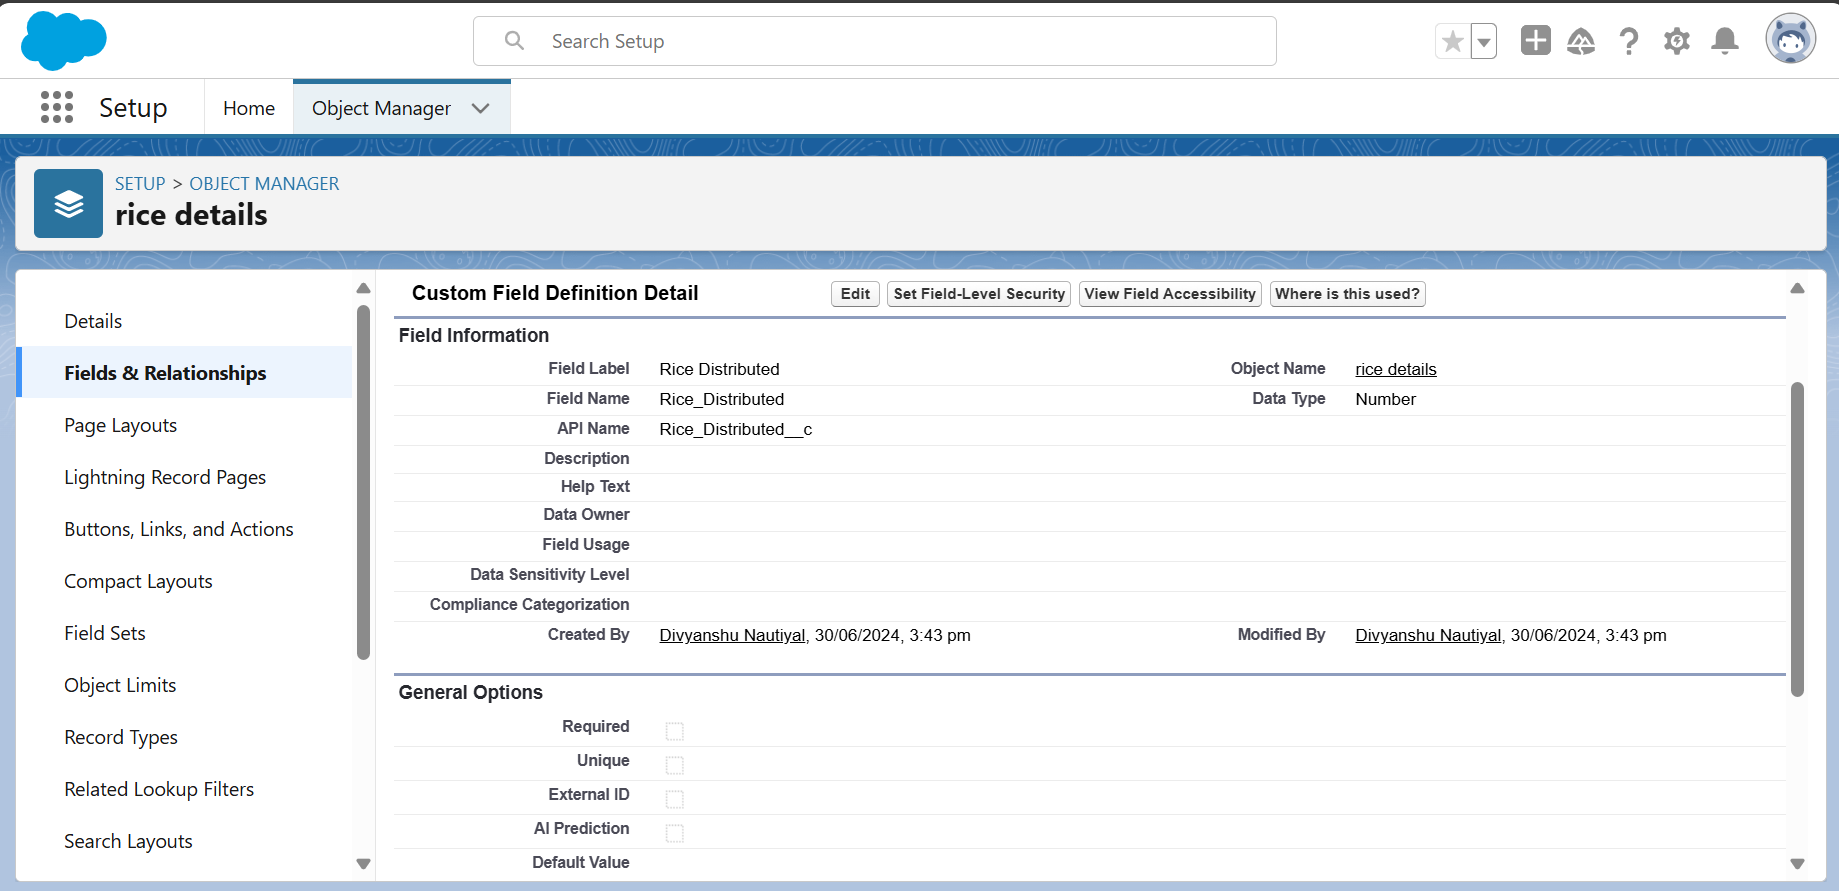 Search Setup
Setup
Home
Object Manager
SETUP > OBJECT MANAGER
rice details
Details
Fields & Relationships
Page Layouts
Lightning Record Pages
Buttons, Links, and Actions
Compact Layouts
Field Sets
Object Limits
Record Types
Related Lookup Filters
Search Layouts
Custom Field Definition Detail
Edit
Set Field-Level Security
View Field Accessibility
Where is this used?
Field Information
Field Label Rice Distributed Object Name rice details
Field Name Rice_Distributed Data Type Number
API Name Rice_Distributed__c
Description
Help Text
Data Owner
Field Usage
Data Sensitivity Level
Compliance Categorization
Created By Divyanshu Nautiyal, 30/06/2024, 3:43 pm Modified By Divyanshu Nautiyal, 30/06/2024, 3:43 pm
General Options
Required
Unique
External ID
AI Prediction
Default Value